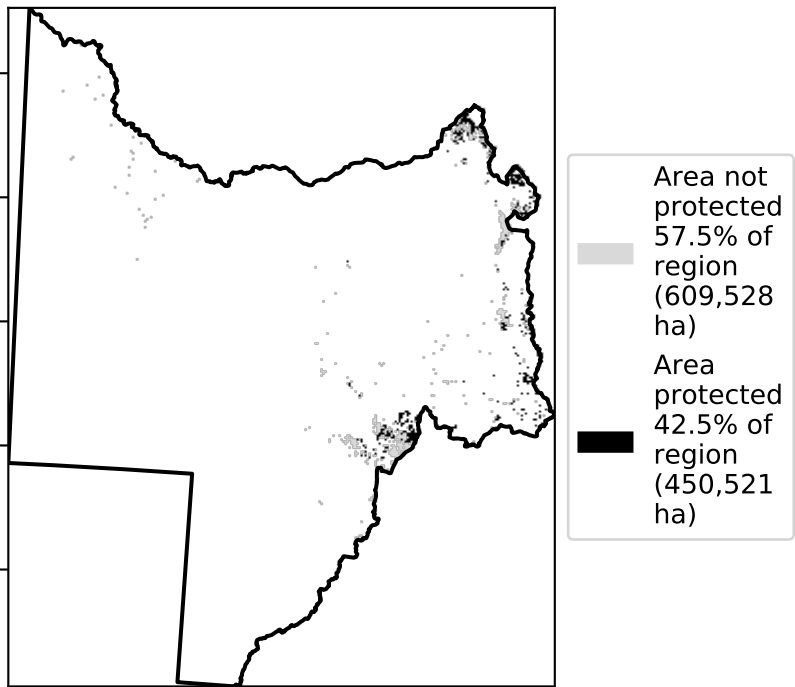 Area not
protected
57.5% of
region
(609,528
ha)
Area
protected
42.5% of
region
(450,521
ha)